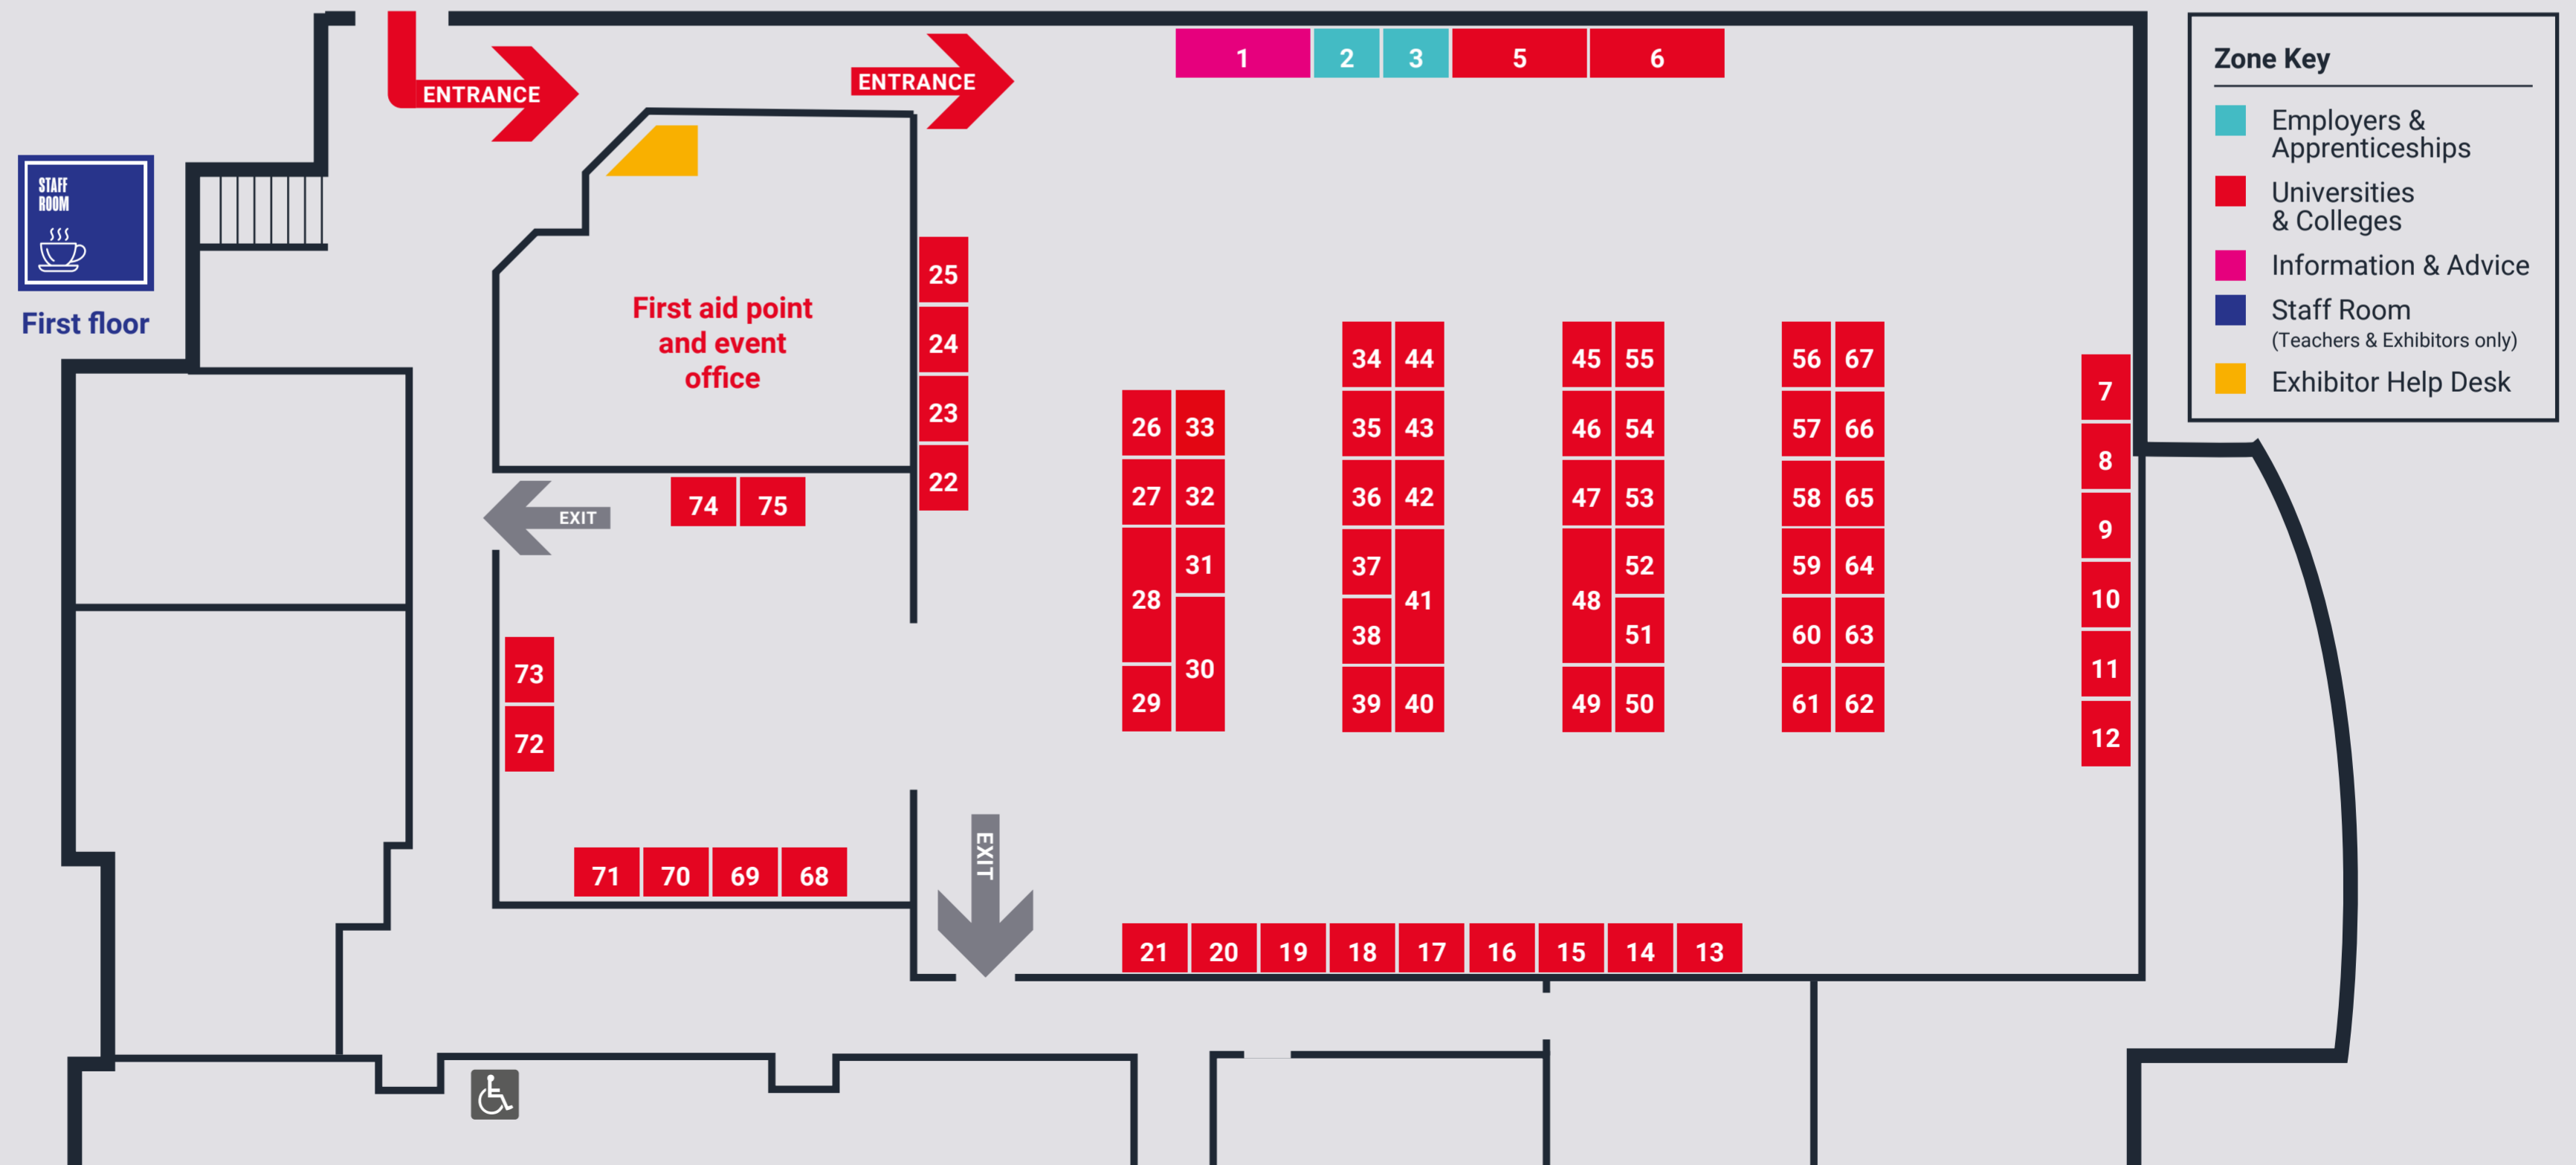 ENTRANCE
ENTRANCE
1 2 3 5 6
Zone Key
Employers &
Apprenticeships
Universities
& Colleges
Information & Advice
Staff Room
(Teachers & Exhibitors only)
Exhibitor Help Desk
STAFF
ROOM
First floor
First aid point
and event
office
25
24
23
22
74 75
EXIT
73
72
71 70 69 68
EXIT
26 33
27 32
28 31
29 30
34 44
35 43
36 42
37 41
38
39 40
45 55
46 54
47 53
48 52
51
49 50
56 67
57 66
58 65
59 64
60 63
61 62
7
8
9
10
11
12
21 20 19 18 17 16 15 14 13